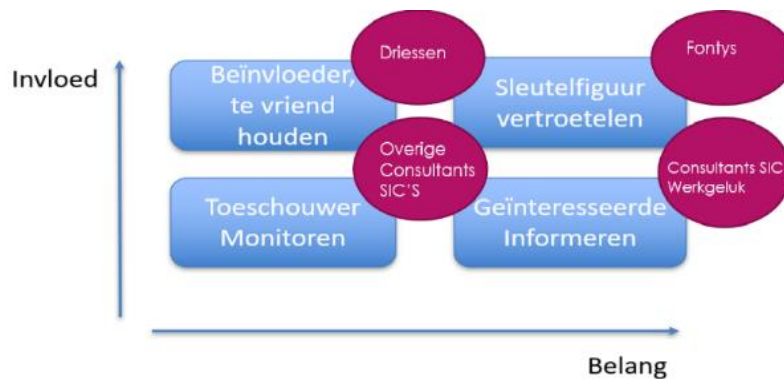 Invloed
Beïnvloeder,
te vriend
houden
Driessen
Sleutelfiguur
vertroetelen
Fontys
Overige
Consultants
SIC'S
Consultants SIC
Werkgeluk
Toeschouwer
Monitoren
Geïnteresseerde
Informeren
Belang